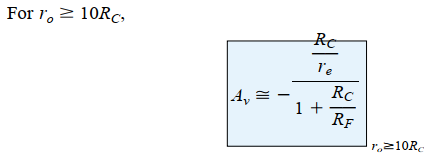 For r_o ≥ 10R_C,
A_v ≅ − (R_C / r_e) / (1 + R_C / R_F)
r_o≥10R_C